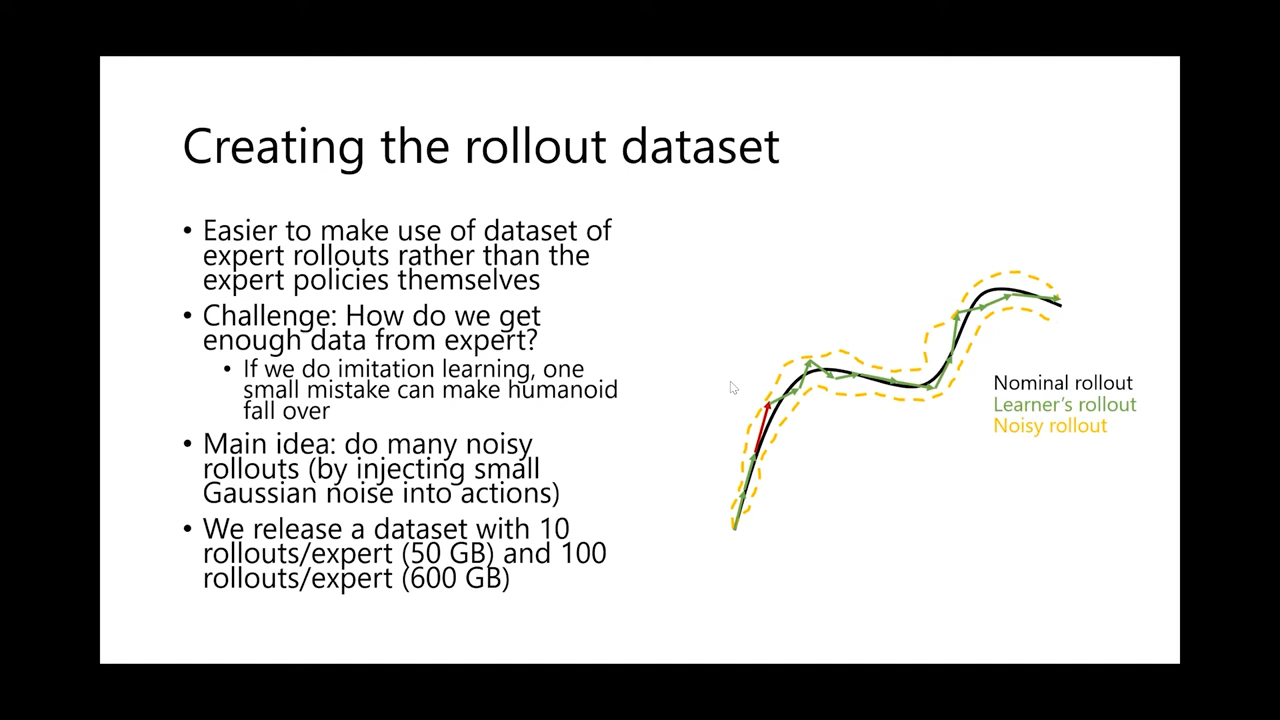 Creating the rollout dataset
• Easier to make use of dataset of
expert rollouts rather than the
expert policies themselves
• Challenge: How do we get
enough data from expert?
• If we do imitation learning, one
small mistake can make humanoid
fall over
• Main idea: do many noisy
rollouts (by injecting small
Gaussian noise into actions)
• We release a dataset with 10
rollouts/expert (50 GB) and 100
rollouts/expert (600 GB)
Nominal rollout
Learner's rollout
Noisy rollout